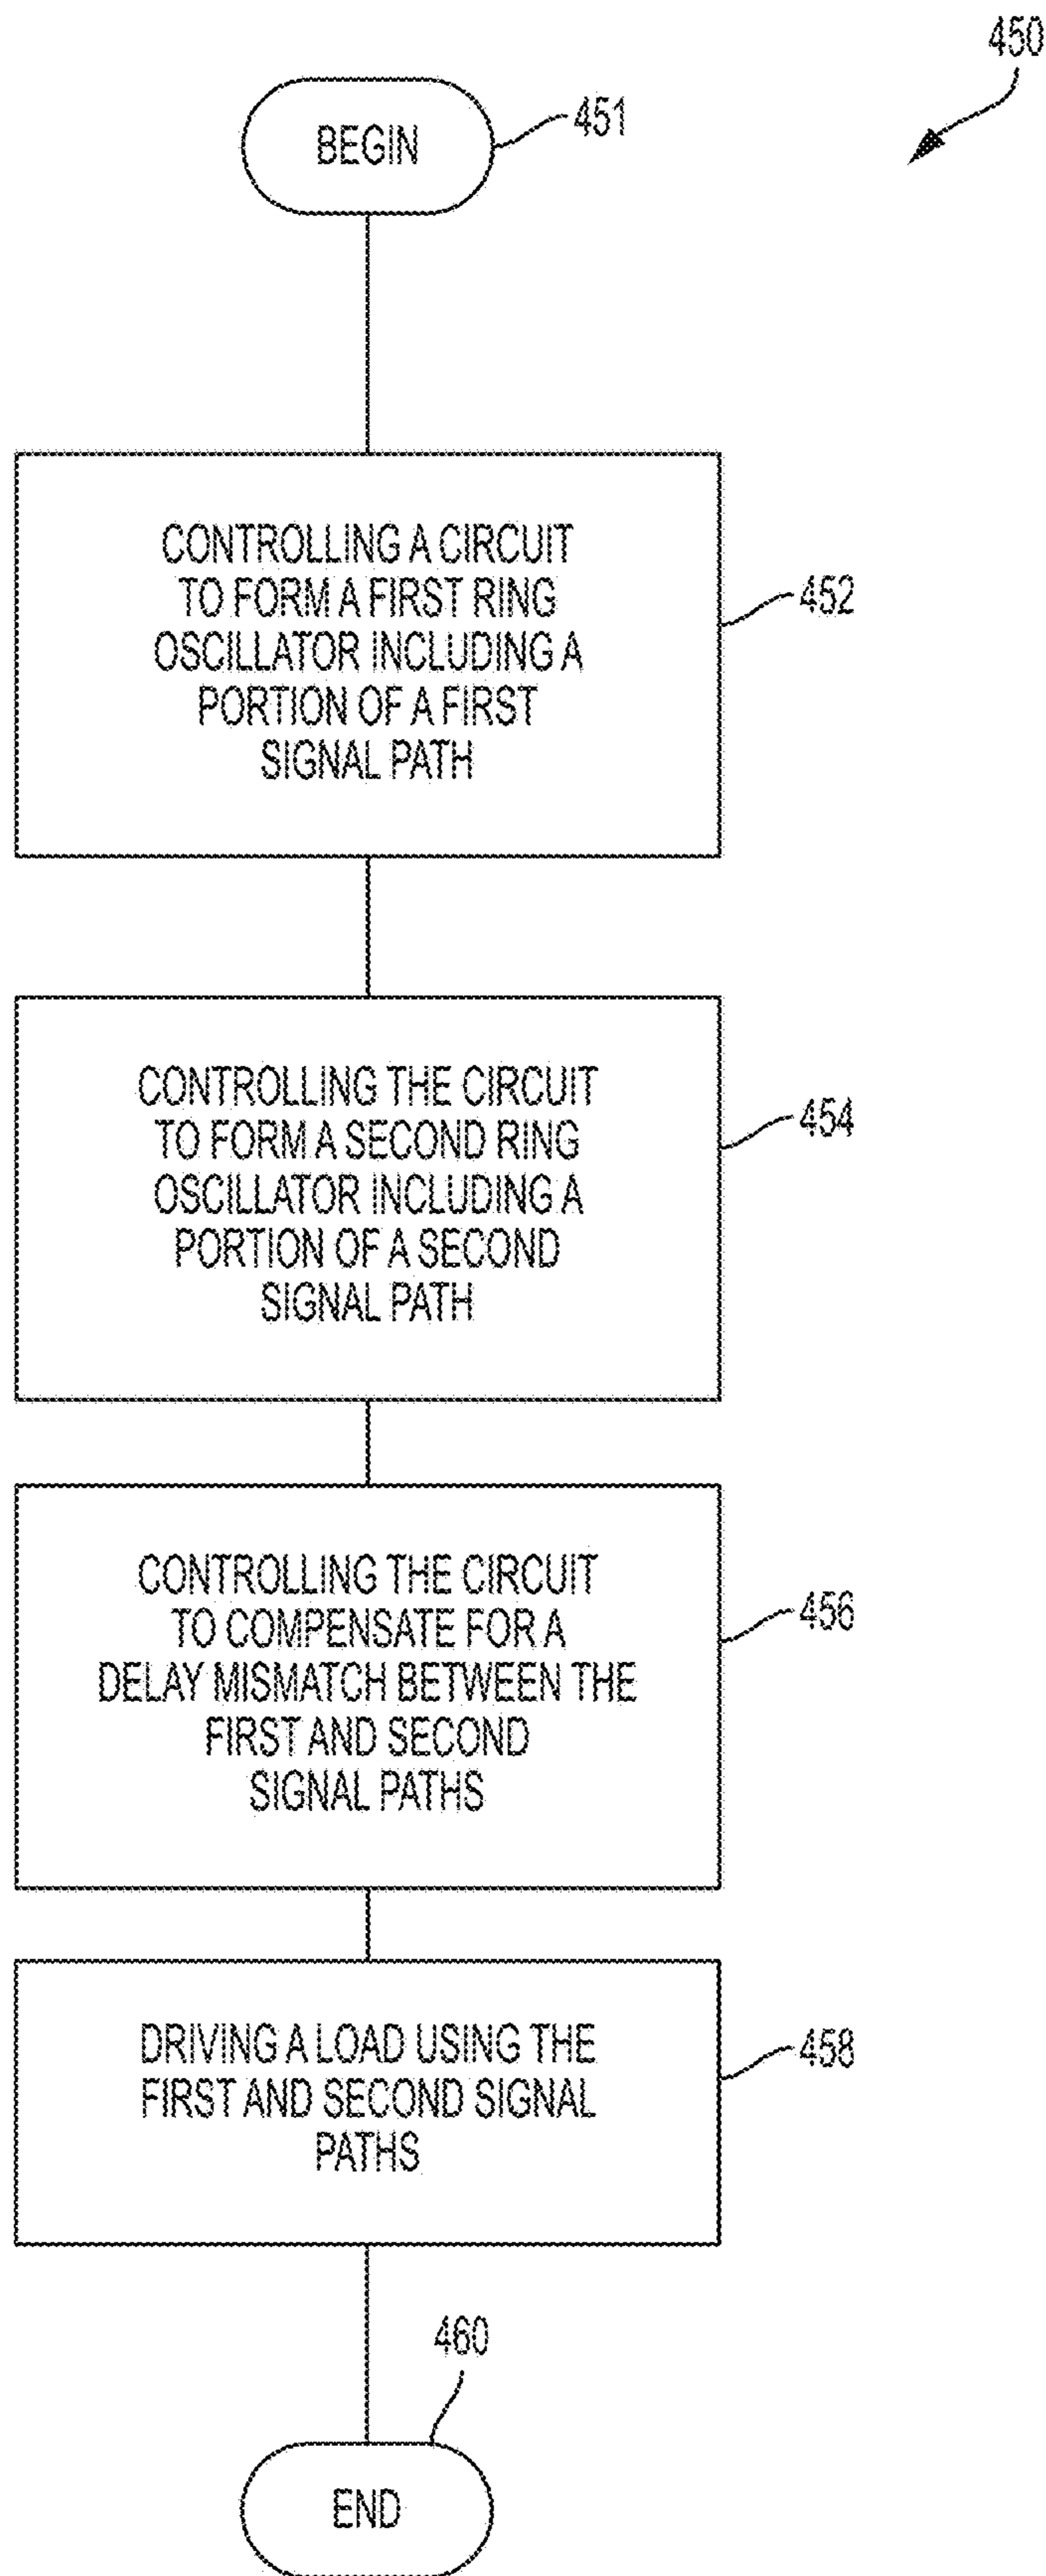 450
BEGIN
451
CONTROLLING A CIRCUIT
TO FORM A FIRST RING
OSCILLATOR INCLUDING A
PORTION OF A FIRST
SIGNAL PATH
452
CONTROLLING THE CIRCUIT
TO FORM A SECOND RING
OSCILLATOR INCLUDING A
PORTION OF A SECOND
SIGNAL PATH
454
CONTROLLING THE CIRCUIT
TO COMPENSATE FOR A
DELAY MISMATCH BETWEEN THE
FIRST AND SECOND
SIGNAL PATHS
456
DRIVING A LOAD USING THE
FIRST AND SECOND SIGNAL
PATHS
458
460
END